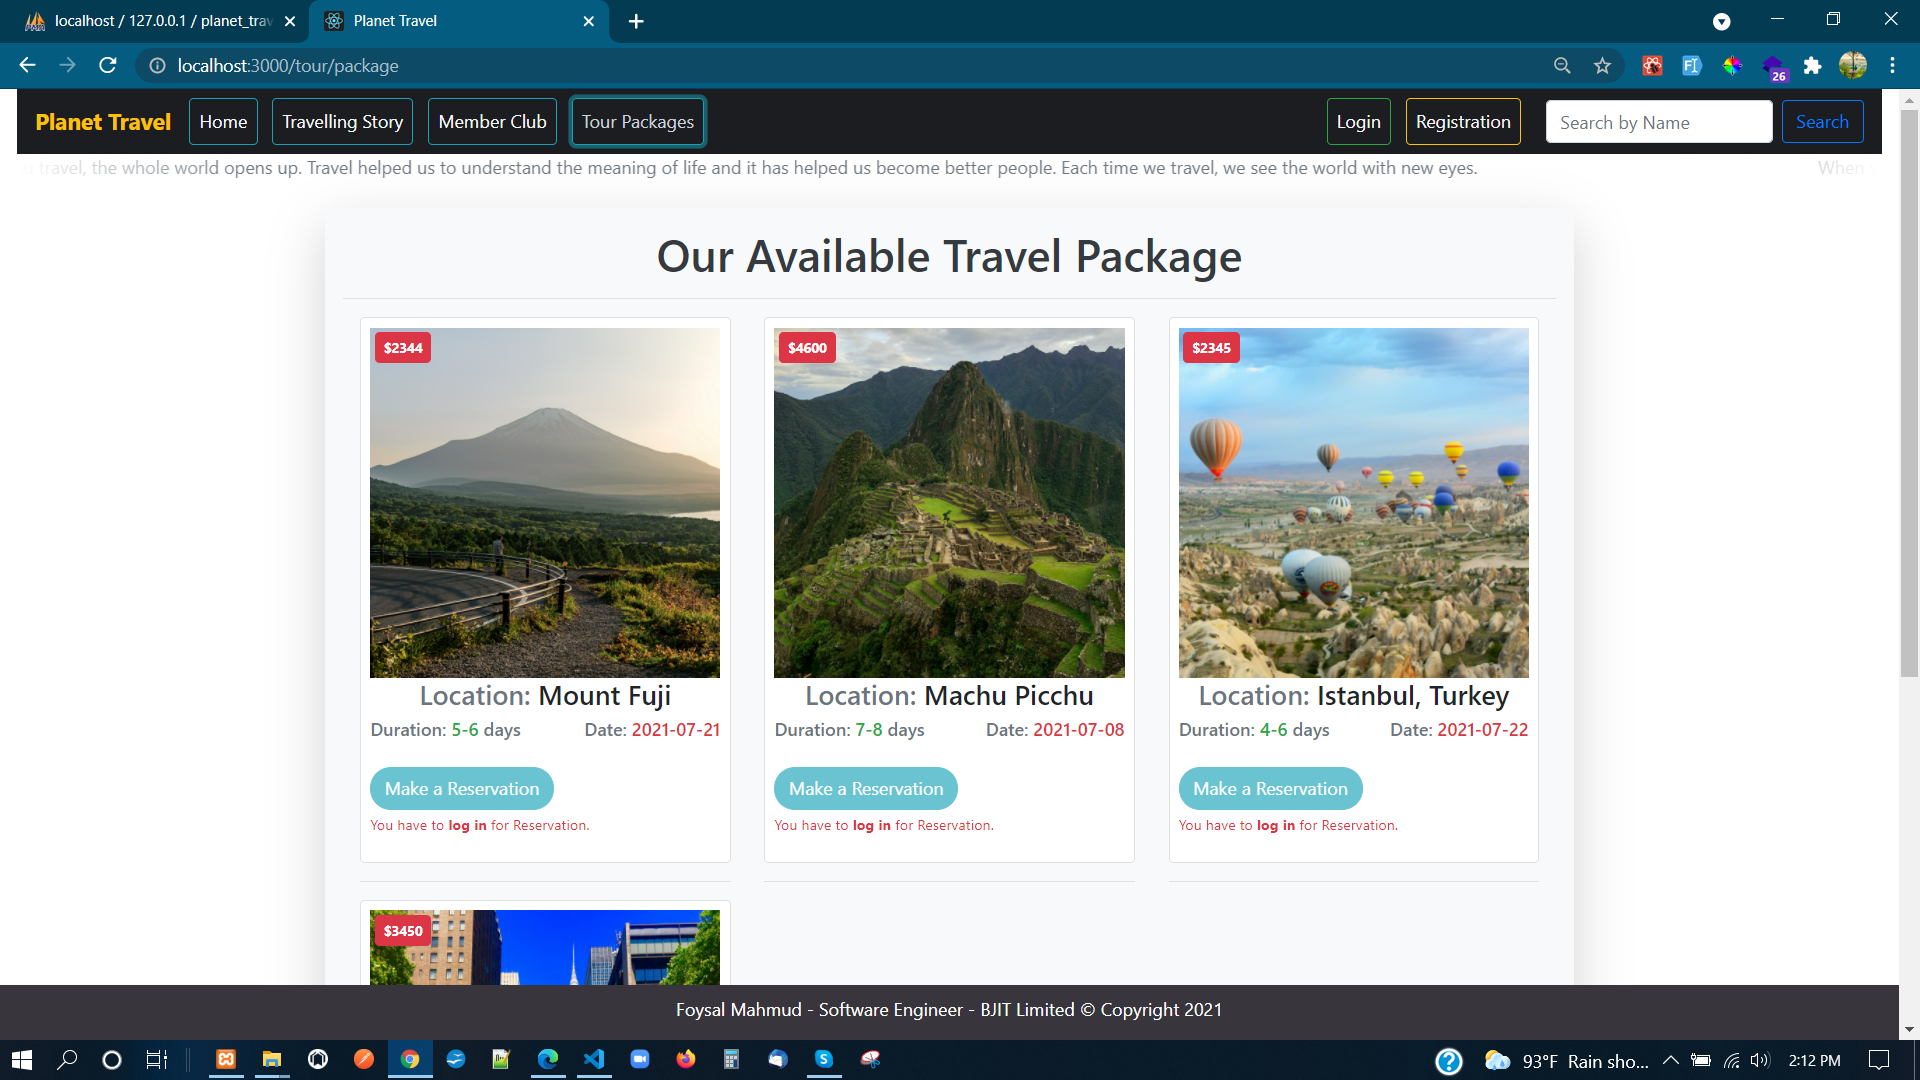 localhost / 127.0.0.1 / planet_trav
Planet Travel
localhost:3000/tour/package
26
Planet Travel Home Travelling Story Member Club Tour Packages Login Registration Search by Name Search
travel, the whole world opens up. Travel helped us to understand the meaning of life and it has helped us become better people. Each time we travel, we see the world with new eyes. When
Our Available Travel Package
$2344 $4600 $2345
Location: Mount Fuji Location: Machu Picchu Location: Istanbul, Turkey
Duration: 5-6 days Date: 2021-07-21 Duration: 7-8 days Date: 2021-07-08 Duration: 4-6 days Date: 2021-07-22
Make a Reservation Make a Reservation Make a Reservation
You have to log in for Reservation. You have to log in for Reservation. You have to log in for Reservation.
$3450
Foysal Mahmud - Software Engineer - BJIT Limited © Copyright 2021
93°F Rain sho... 2:12 PM